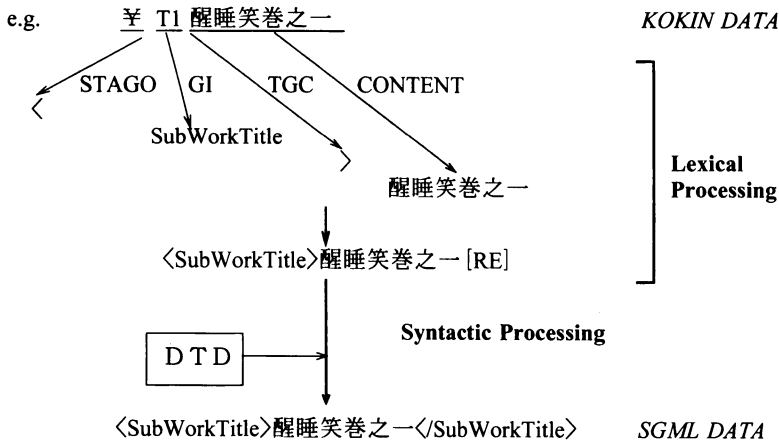 e.g. ¥ T1 醒睡笑巻之一 KOKIN DATA
STAGO GI TGC CONTENT
〈
SubWorkTitle
〉
Lexical
Processing
醒睡笑巻之一
〈SubWorkTitle〉醒睡笑巻之一 [RE]
Syntactic Processing
DTD
〈SubWorkTitle〉醒睡笑巻之一〈/SubWorkTitle〉 SGML DATA